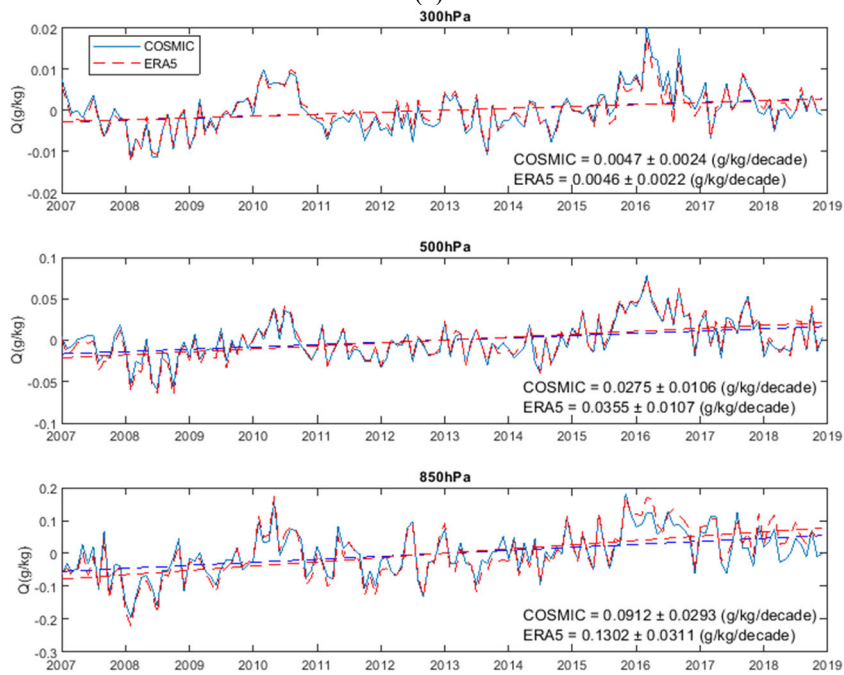 300hPa
COSMIC
ERA5
Q(g/kg)
0.02
0.01
0
-0.01
-0.02
COSMIC = 0.0047 ± 0.0024 (g/kg/decade)
ERA5 = 0.0046 ± 0.0022 (g/kg/decade)
2007 2008 2009 2010 2011 2012 2013 2014 2015 2016 2017 2018 2019
500hPa
Q(g/kg)
0.1
0.05
0
-0.05
-0.1
COSMIC = 0.0275 ± 0.0106 (g/kg/decade)
ERA5 = 0.0355 ± 0.0107 (g/kg/decade)
2007 2008 2009 2010 2011 2012 2013 2014 2015 2016 2017 2018 2019
850hPa
Q(g/kg)
0.2
0.1
0
-0.1
-0.2
-0.3
COSMIC = 0.0912 ± 0.0293 (g/kg/decade)
ERA5 = 0.1302 ± 0.0311 (g/kg/decade)
2007 2008 2009 2010 2011 2012 2013 2014 2015 2016 2017 2018 2019